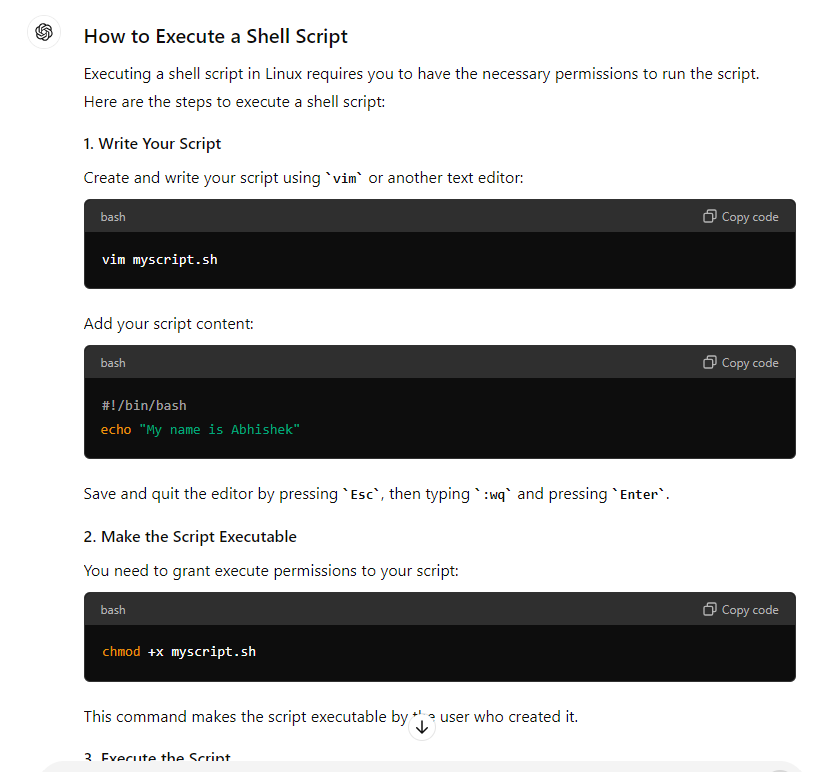 How to Execute a Shell Script
Executing a shell script in Linux requires you to have the necessary permissions to run the script.
Here are the steps to execute a shell script:
1. Write Your Script
Create and write your script using `vim` or another text editor:
bash
Copy code
vim myscript.sh
Add your script content:
bash
Copy code
#!/bin/bash
echo "My name is Abhishek"
Save and quit the editor by pressing `Esc`, then typing `:wq` and pressing `Enter`.
2. Make the Script Executable
You need to grant execute permissions to your script:
bash
Copy code
chmod +x myscript.sh
This command makes the script executable by the user who created it.
3. Execute the Script